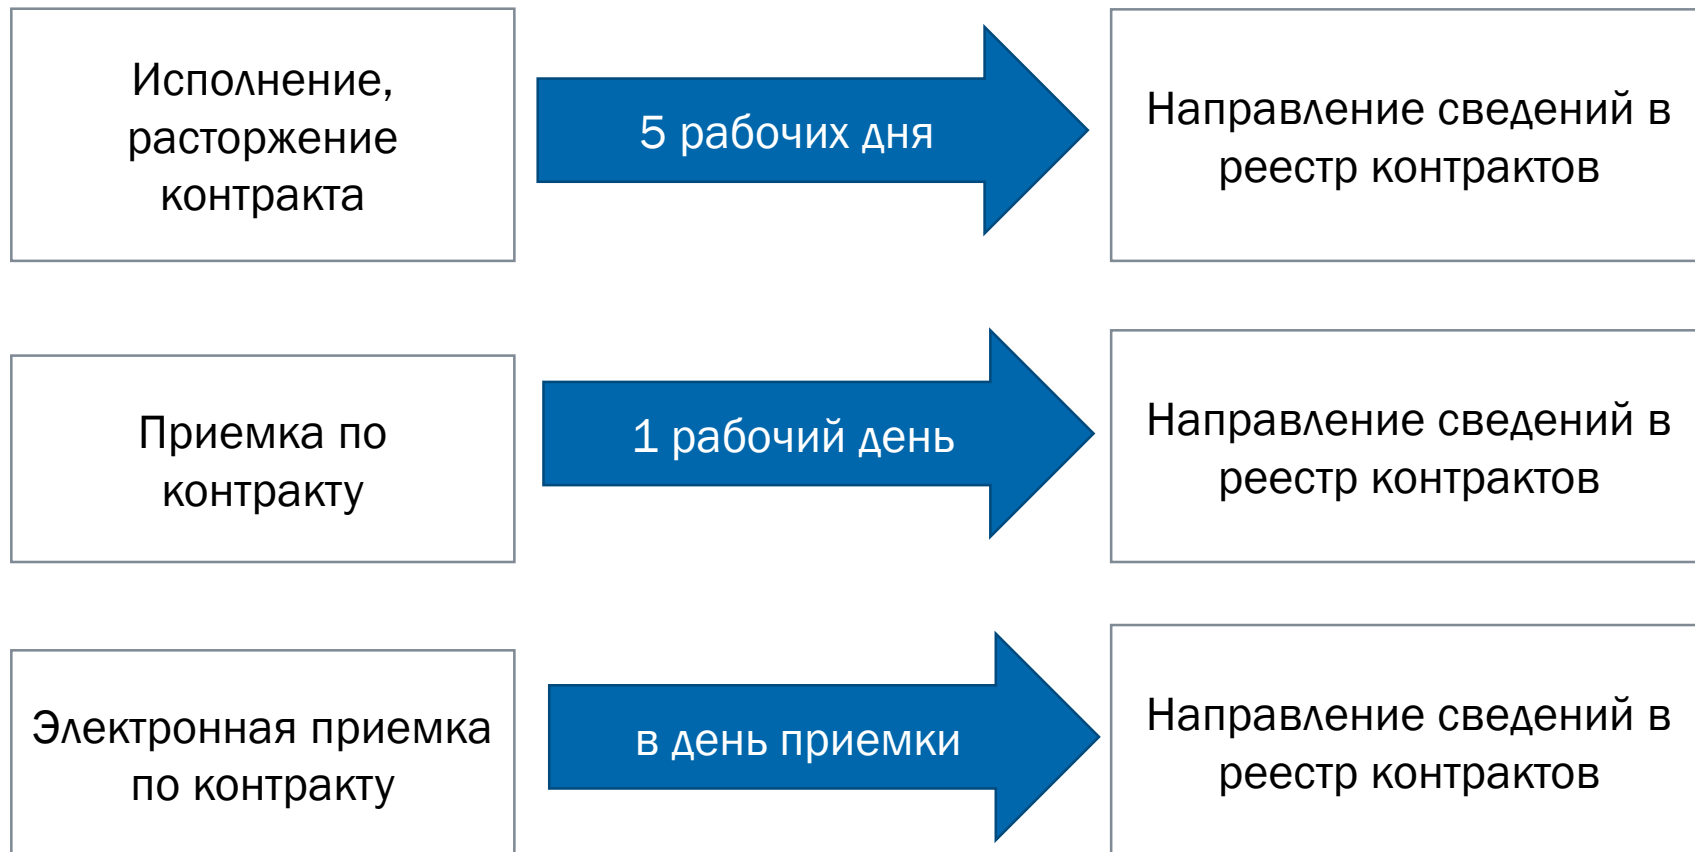 Исполнение,
расторжение
контракта
5 рабочих дня
Направление сведений в
реестр контрактов
Приемка по
контракту
1 рабочий день
Направление сведений в
реестр контрактов
Электронная приемка
по контракту
в день приемки
Направление сведений в
реестр контрактов